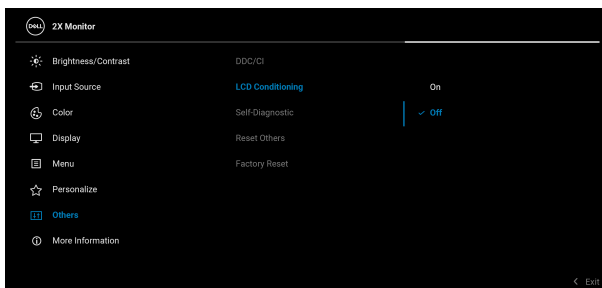 DELL 2X Monitor
Brightness/Contrast
DDC/CI
Input Source
LCD Conditioning
On
Color
Self-Diagnostic
Off
Display
Reset Others
Menu
Factory Reset
Personalize
Others
More Information
Exit